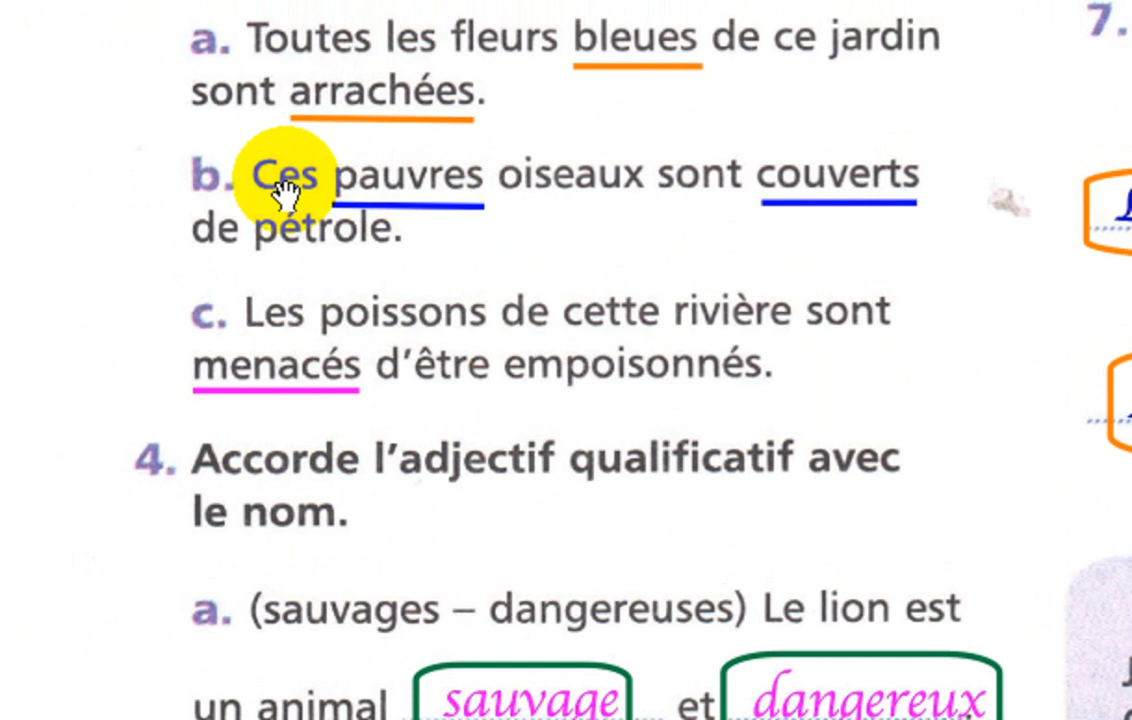 a. Toutes les fleurs bleues de ce jardin
sont arrachées.
b. Ces pauvres oiseaux sont couverts
de pétrole.
c. Les poissons de cette rivière sont
menacés d'être empoisonnés.
4. Accorde l'adjectif qualificatif avec
le nom.
a. (sauvages – dangereuses) Le lion est
un animal sauvage et dangereux
7.